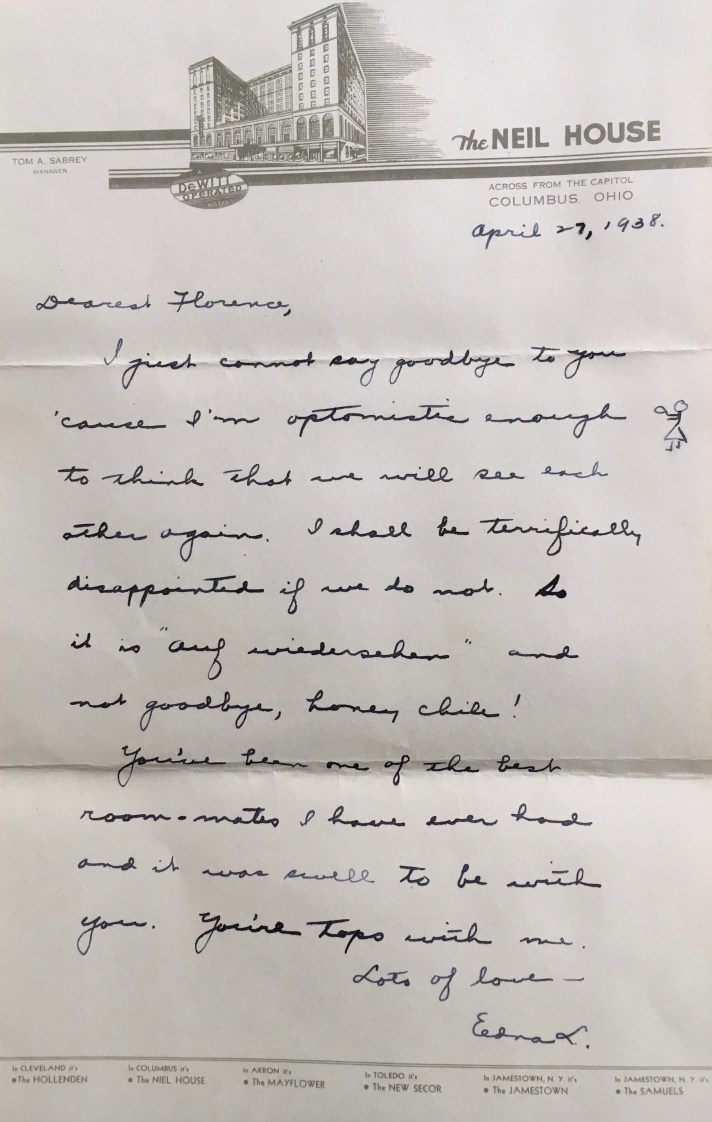 TOM A. SABREY
MANAGER
DeWITT
OPERATED
HOTELS
The NEIL HOUSE
ACROSS FROM THE CAPITOL
COLUMBUS, OHIO
April 27, 1938.
Dearest Florence,
I just cannot say goodbye to you
'cause I'm optomistic enough
to think that we will see each
other again. I shall be terrifically
disappointed if we do not. So
it is "auf wiedersehen" and
not goodbye, honey chile!
You've been one of the best
room-mates I have ever had
and it was swell to be with
you. You're tops with me.
Lots of love -
Edna L.
In CLEVELAND it's
• The HOLLENDEN
In COLUMBUS it's
• The NIEL HOUSE
In AKRON it's
• The MAYFLOWER
In TOLEDO it's
• The NEW SECOR
In JAMESTOWN, N. Y. it's
• The JAMESTOWN
In JAMESTOWN, N. Y. it's
• The SAMUELS